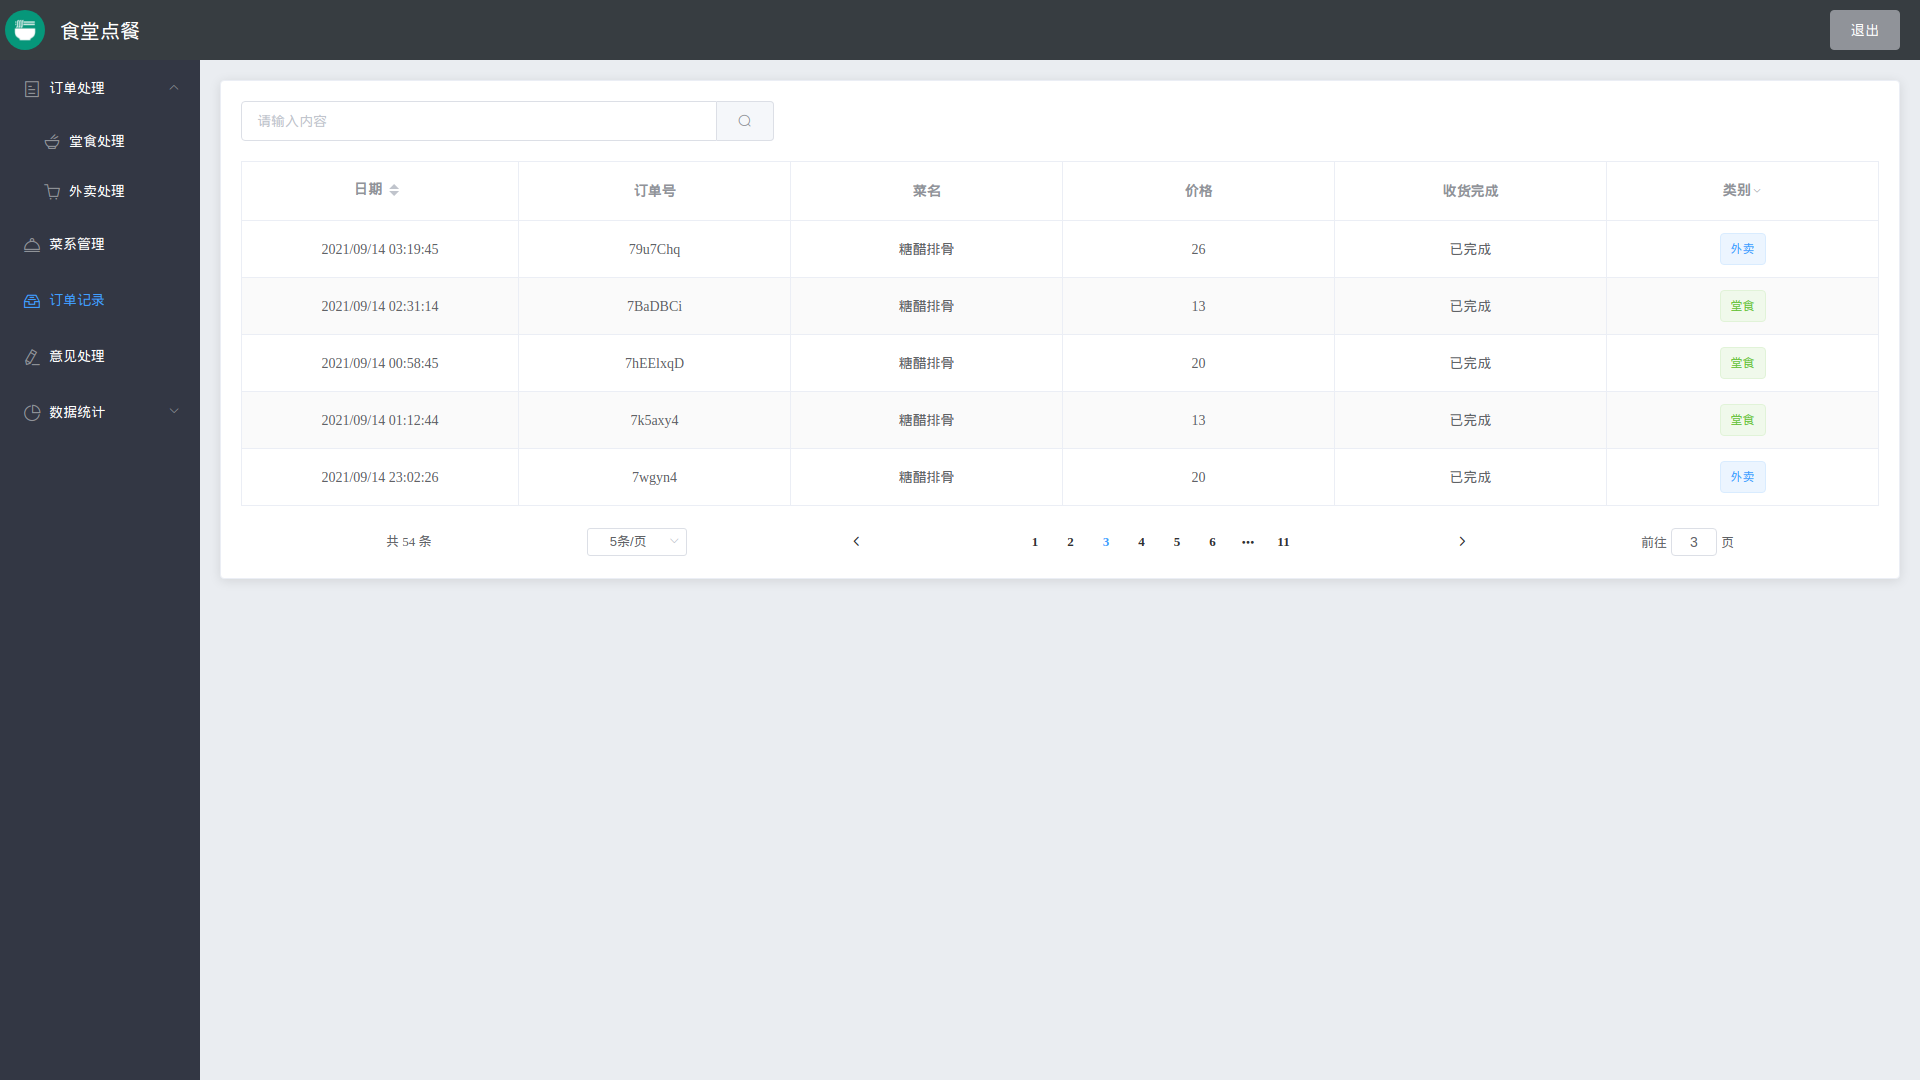 食堂点餐
退出
订单处理
堂食处理
外卖处理
菜系管理
订单记录
意见处理
数据统计
请输入内容
日期 订单号 菜名 价格 收货完成 类别
2021/09/14 03:19:45 79u7Chq 糖醋排骨 26 已完成 外卖
2021/09/14 02:31:14 7BaDBCi 糖醋排骨 13 已完成 堂食
2021/09/14 00:58:45 7hEElxqD 糖醋排骨 20 已完成 堂食
2021/09/14 01:12:44 7k5axy4 糖醋排骨 13 已完成 堂食
2021/09/14 23:02:26 7wgyn4 糖醋排骨 20 已完成 外卖
共 54 条 5条/页 1 2 3 4 5 6 ••• 11 前往 3 页